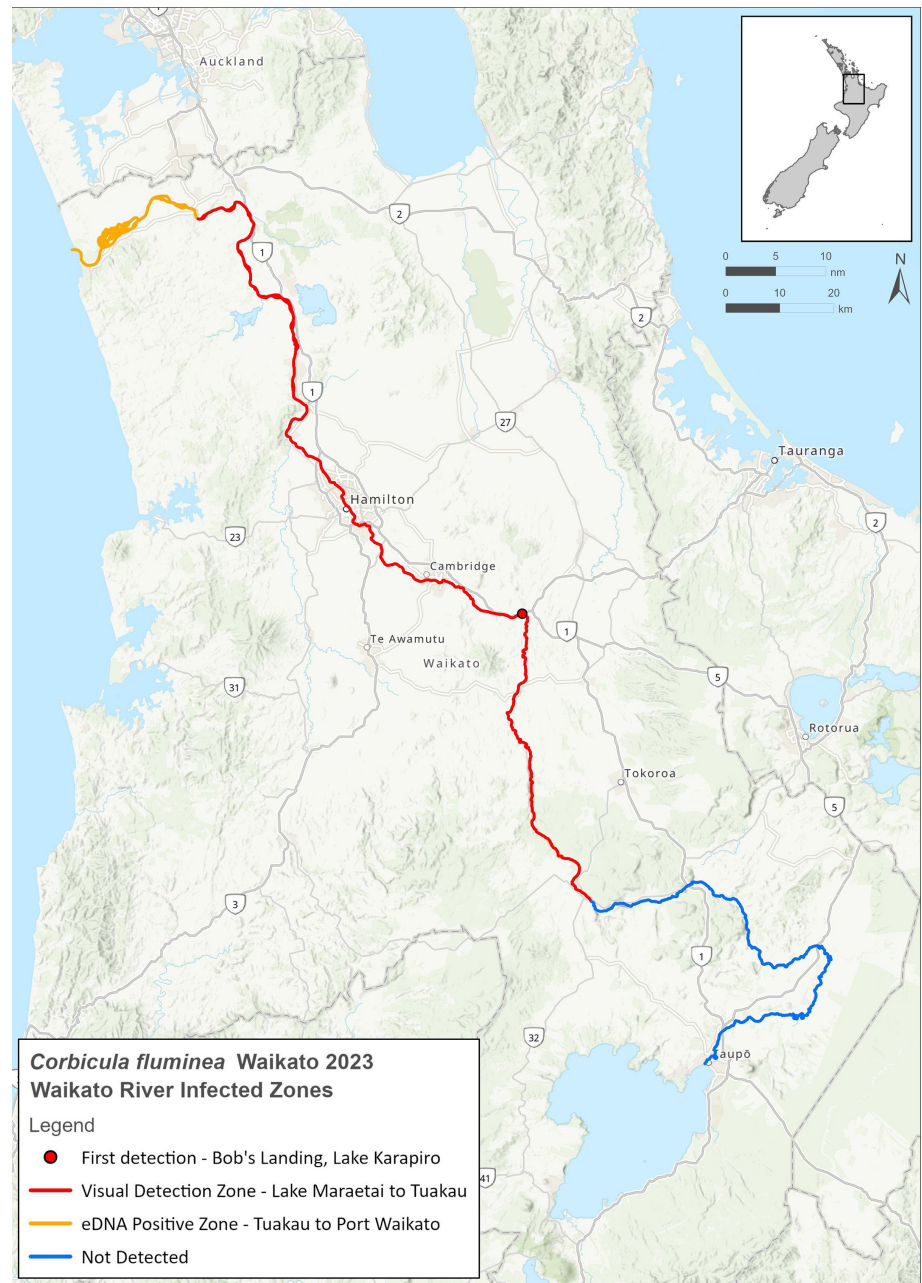 1
Auckland
2
1
N
0 5 10
nm
0 10 20
km
2
1
27
Tauranga
Hamilton
2
23
Cambridge
1
Te Awamutu
Waikato
5
31
Rotorua
Tokoroa
5
3
1
32
Taupō
41
Corbicula fluminea Waikato 2023
Waikato River Infected Zones
Legend
First detection - Bob's Landing, Lake Karapiro
Visual Detection Zone - Lake Maraetai to Tuakau
eDNA Positive Zone - Tuakau to Port Waikato
Not Detected